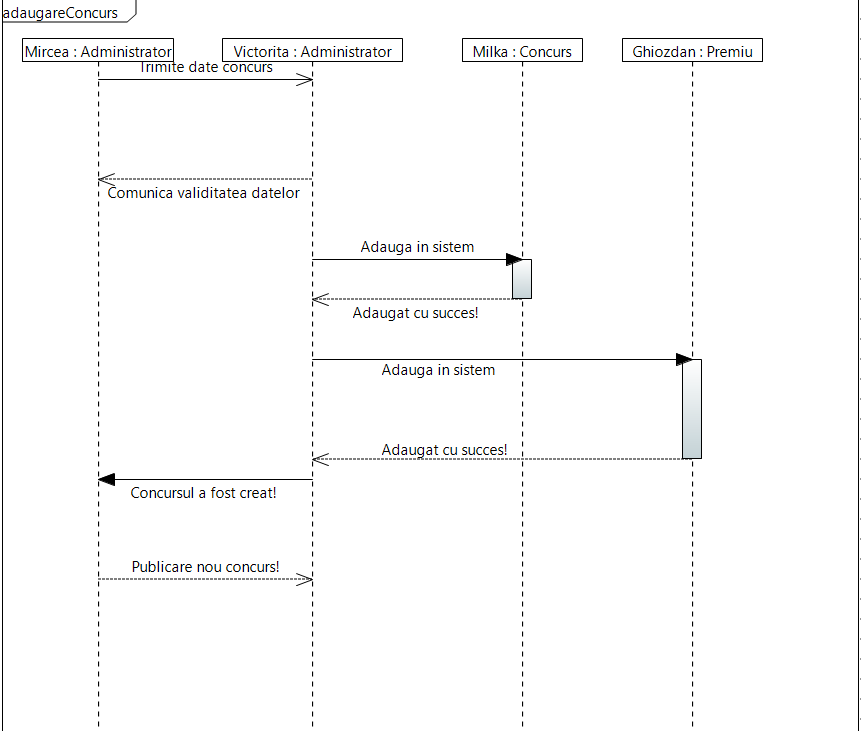 adaugareConcurs
Mircea : Administrator
Victorita : Administrator
Milka : Concurs
Ghiozdan : Premiu
Trimite date concurs
Comunica validitatea datelor
Adauga in sistem
Adaugat cu succes!
Adauga in sistem
Adaugat cu succes!
Concursul a fost creat!
Publicare nou concurs!